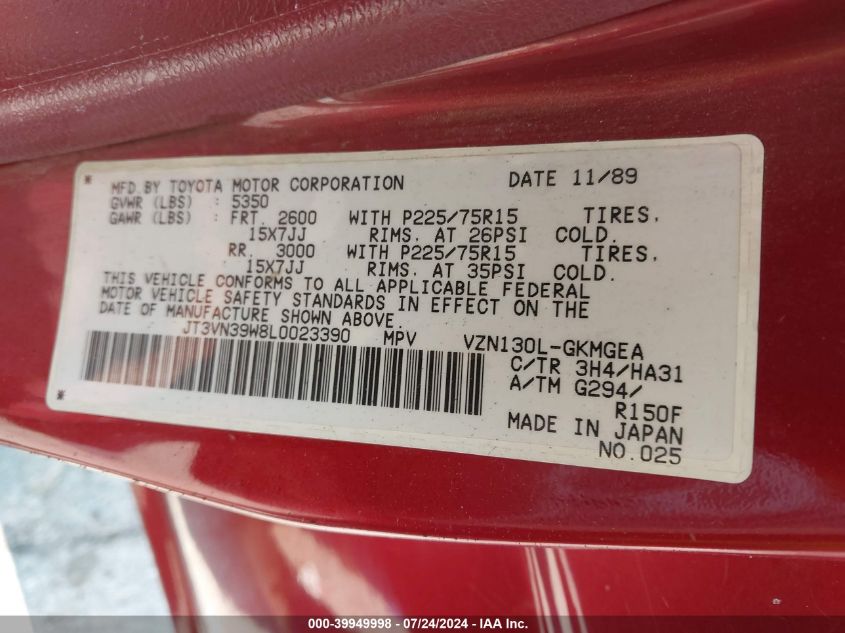 MFD.BY TOYOTA MOTOR CORPORATION DATE 11/89
GVWR (LBS) : 5350
GAWR (LBS) : FRT. 2600 WITH P225/75R15 TIRES.
15X7JJ RIMS. AT 26PSI COLD.
RR. 3000 WITH P225/75R15 TIRES.
15X7JJ RIMS. AT 35PSI COLD.
THIS VEHICLE CONFORMS TO ALL APPLICABLE FEDERAL
MOTOR VEHICLE SAFETY STANDARDS IN EFFECT ON THE
DATE OF MANUFACTURE SHOWN ABOVE.
JT3VN39W8L0023390 MPV VZN130L-GKMGEA
C/TR 3H4/HA31
A/TM G294/
R150F
MADE IN JAPAN
NO.025
000-39949998 - 07/24/2024 - IAA Inc.